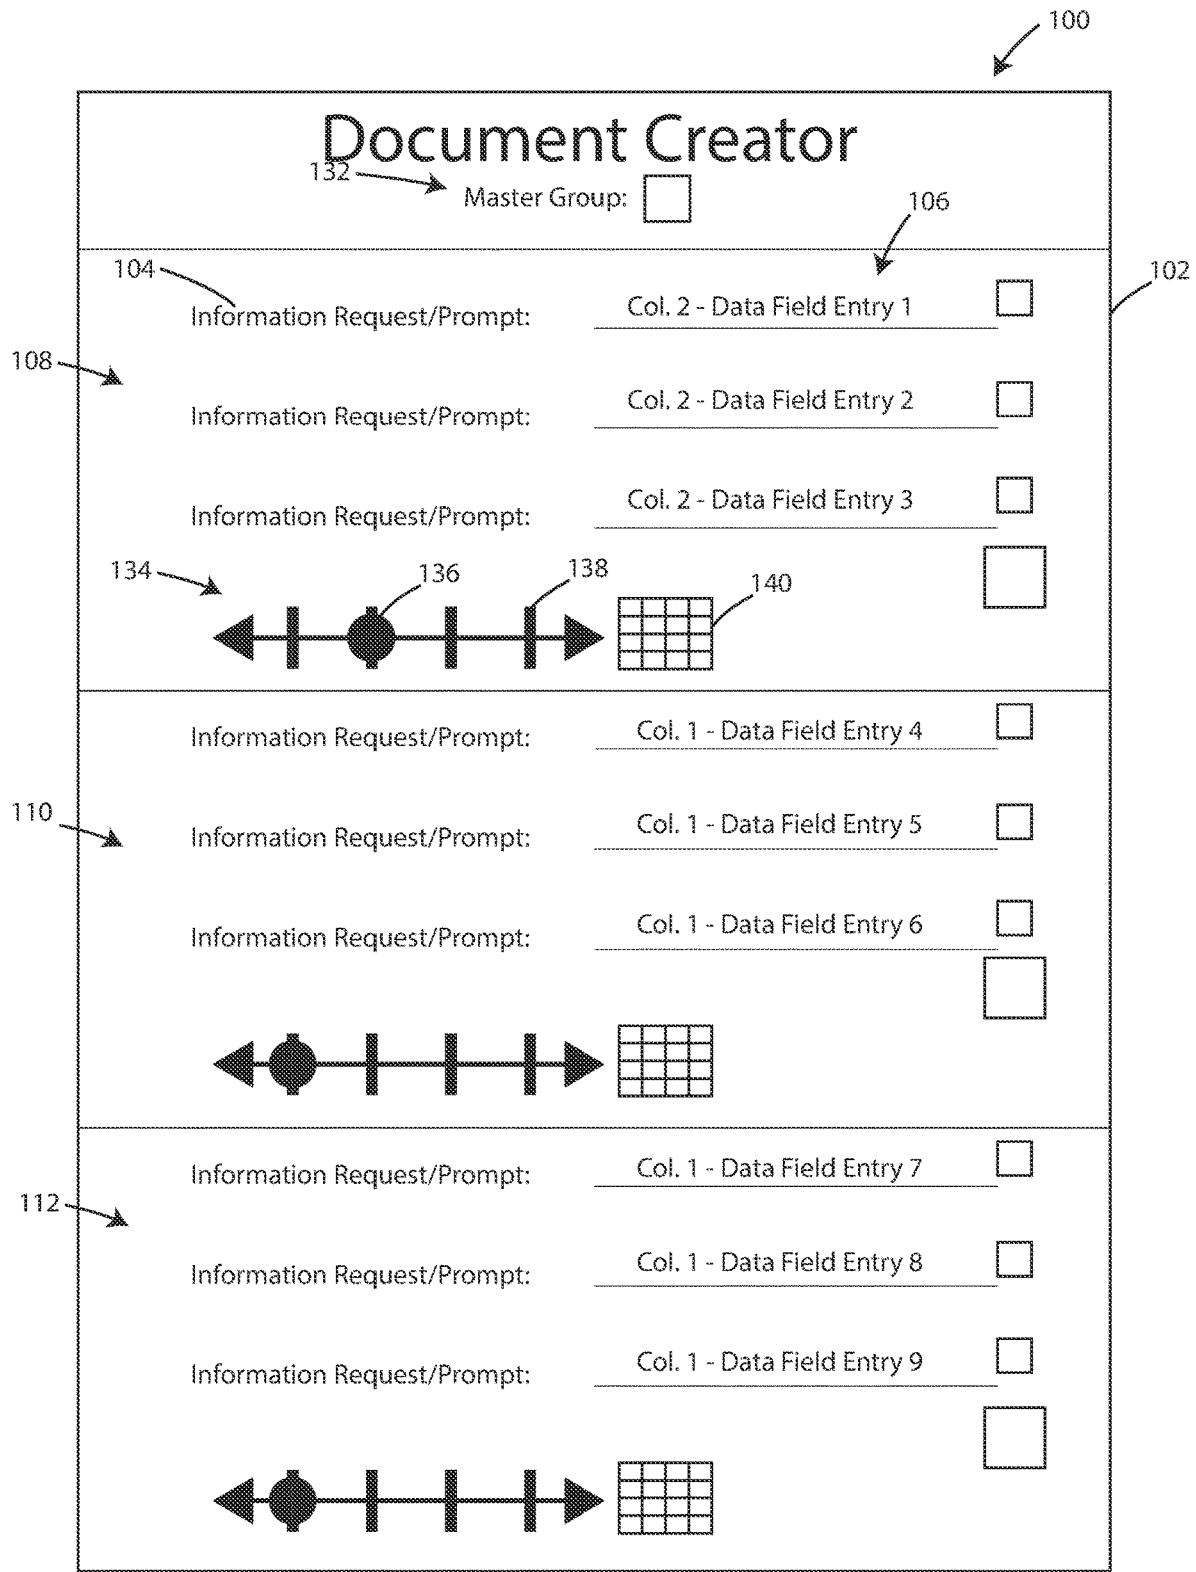 100
Document Creator
132
Master Group:
106
104
102
Information Request/Prompt: Col. 2 - Data Field Entry 1
108
Information Request/Prompt: Col. 2 - Data Field Entry 2
Information Request/Prompt: Col. 2 - Data Field Entry 3
134 136 138 140
Information Request/Prompt: Col. 1 - Data Field Entry 4
110
Information Request/Prompt: Col. 1 - Data Field Entry 5
Information Request/Prompt: Col. 1 - Data Field Entry 6
Information Request/Prompt: Col. 1 - Data Field Entry 7
112
Information Request/Prompt: Col. 1 - Data Field Entry 8
Information Request/Prompt: Col. 1 - Data Field Entry 9